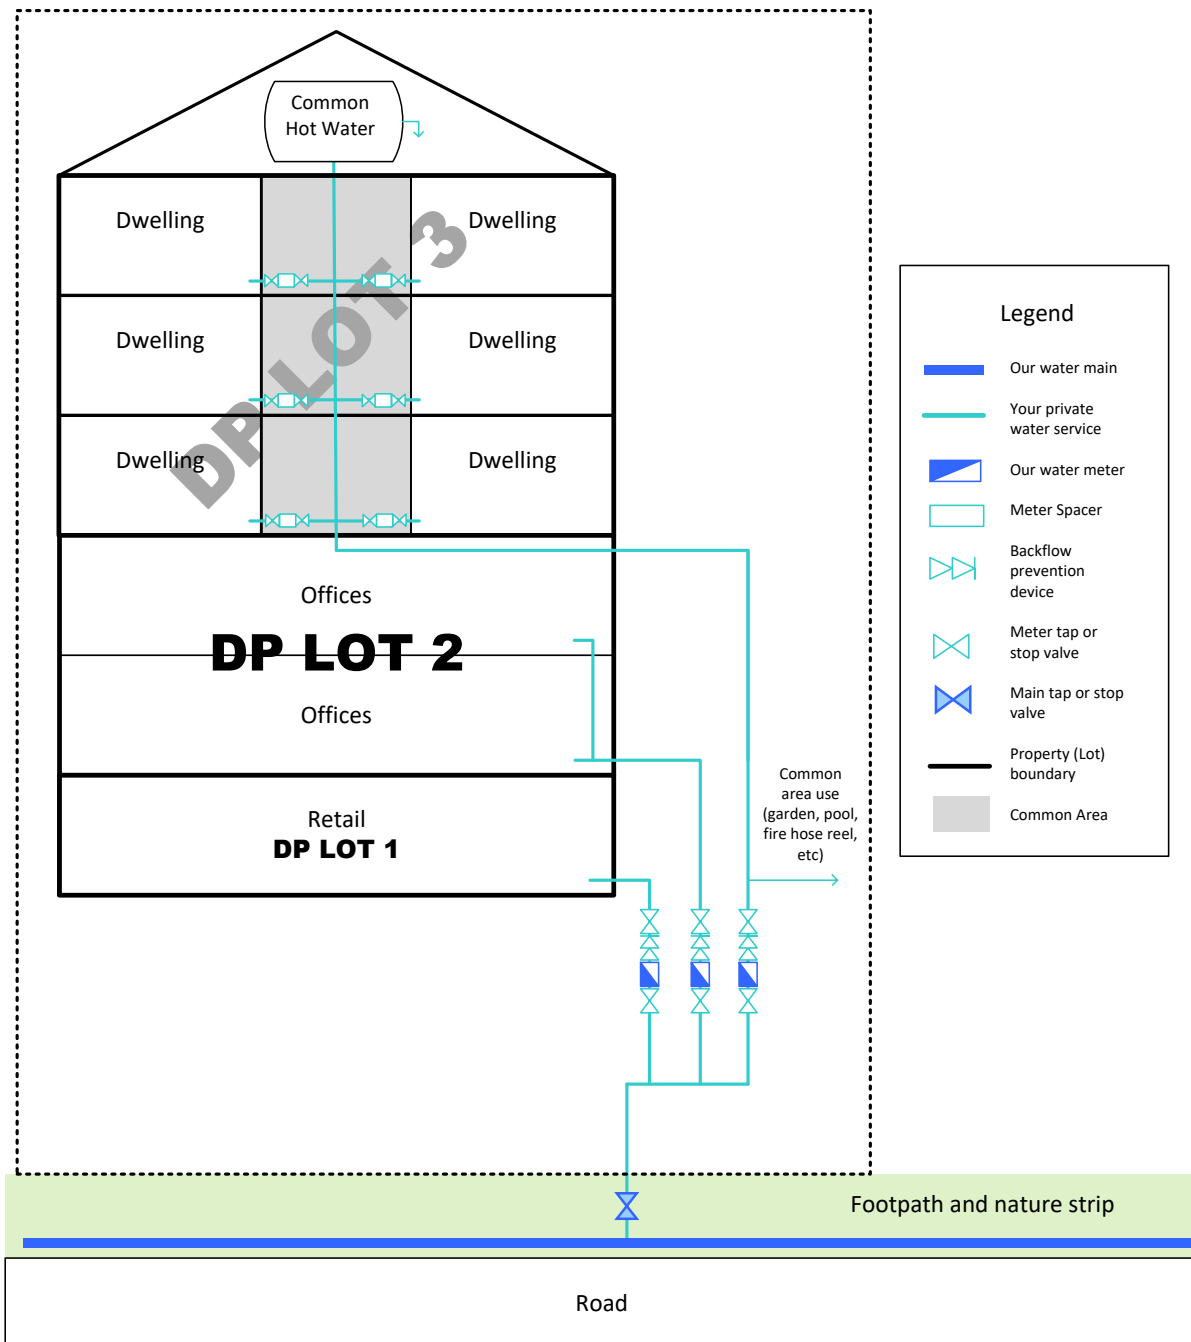 Common
Hot Water
Dwelling
Dwelling
DP LOT 3
Dwelling
Dwelling
Dwelling
Dwelling
Offices
DP LOT 2
Offices
Retail
DP LOT 1
Common
area use
(garden, pool,
fire hose reel,
etc)
Legend
Our water main
Your private
water service
Our water meter
Meter Spacer
Backflow
prevention
device
Meter tap or
stop valve
Main tap or stop
valve
Property (Lot)
boundary
Common Area
Footpath and nature strip
Road